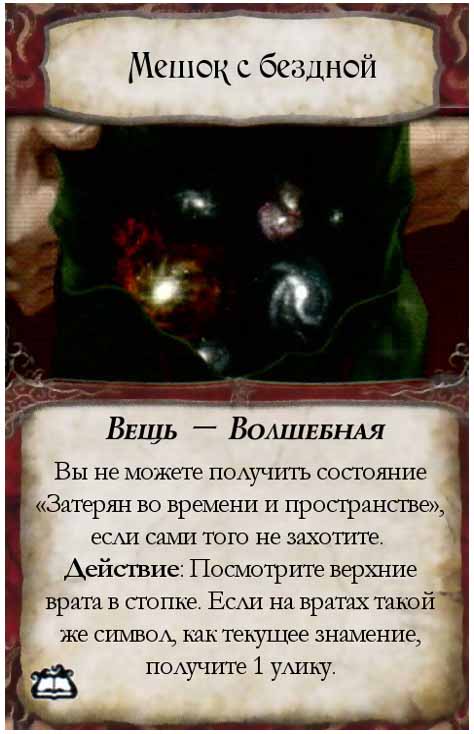 Мешок с бездной
Вещь — Волшебная
Вы не можете получить состояние
«Затерян во времени и пространстве»,
если сами того не захотите.
Действие: Посмотрите верхние
врата в стопке. Если на вратах такой
же символ, как текущее знамение,
получите 1 улику.